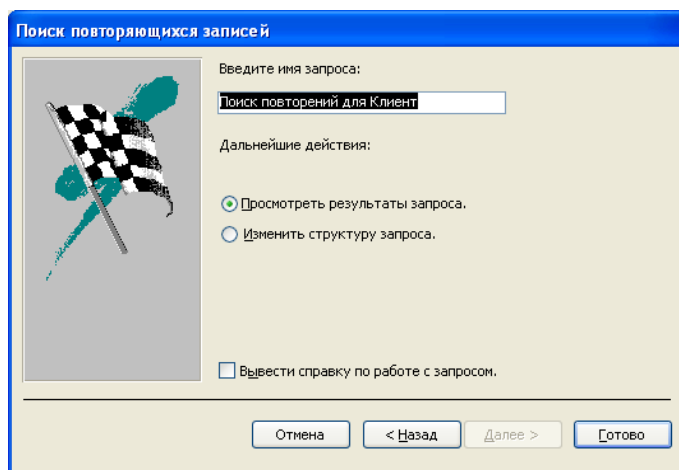 Поиск повторяющихся записей
Введите имя запроса:
Поиск повторений для Клиент
Дальнейшие действия:
Просмотреть результаты запроса.
Изменить структуру запроса.
Вывести справку по работе с запросом.
Отмена
< Назад
Далее >
Готово